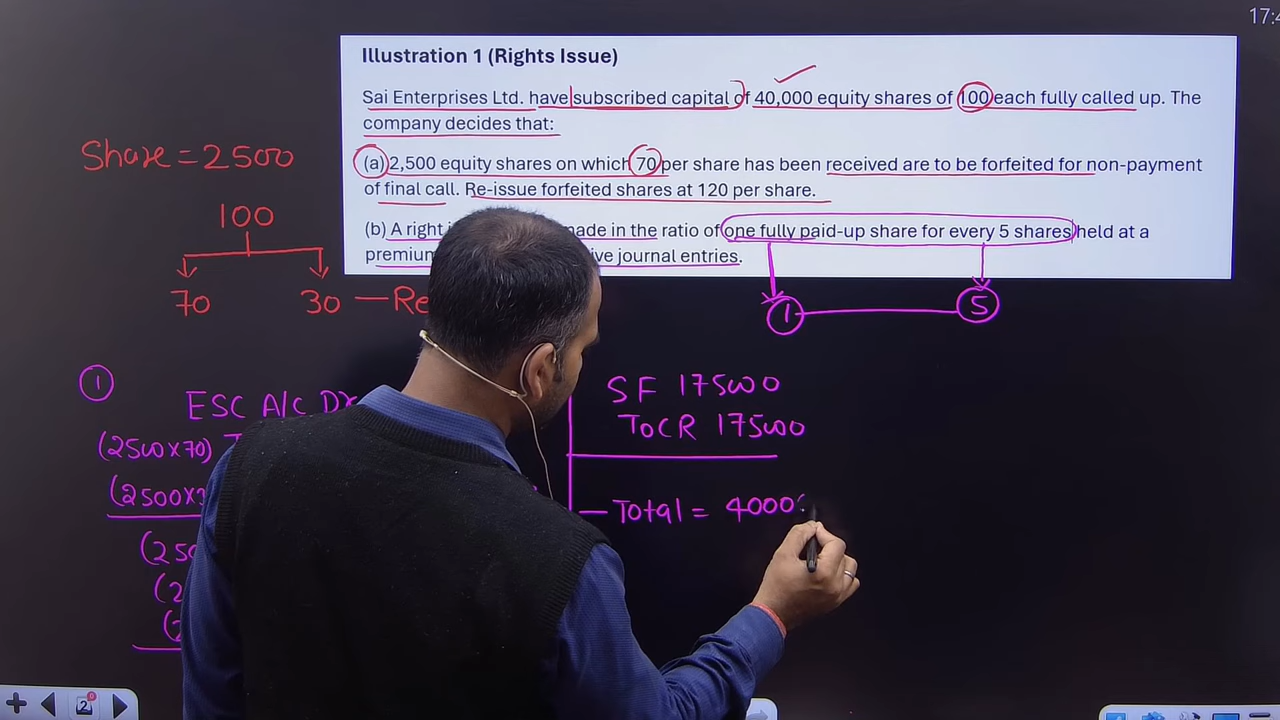 17:4
Illustration 1 (Rights Issue)
Sai Enterprises Ltd. have subscribed capital of 40,000 equity shares of 100 each fully called up. The
company decides that:
(a) 2,500 equity shares on which 70 per share has been received are to be forfeited for non-payment
of final call. Re-issue forfeited shares at 120 per share.
(b) A right made in the ratio of one fully paid-up share for every 5 shares held at a
premium journal entries.
Share = 2500
100
70 30 — Re
1 5
1
ESC A/C Dr
(2500x70)
(2500x
SF 175000
To CR 175000
— Total = 4000
2